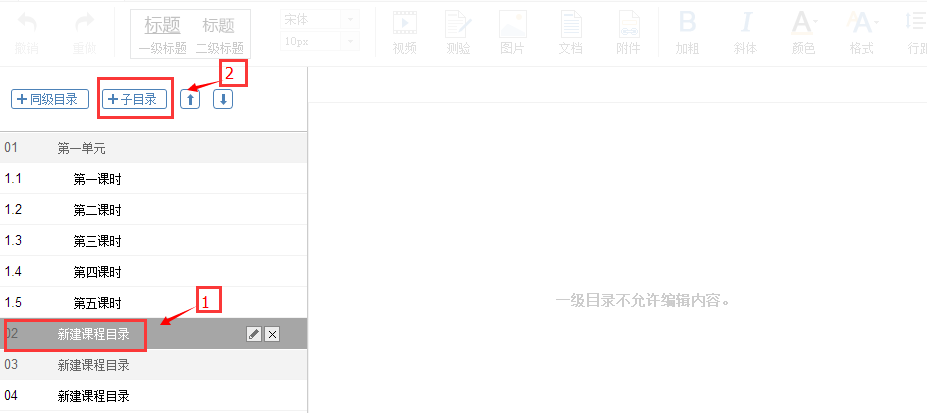 标题 标题 宋体
撤销 重做 一级标题 二级标题 10px 视频 测验 图片 文档 附件 加粗 斜体 颜色 格式 行距
B I A AA
2
+同级目录 +子目录
01 第一单元
1.1 第一课时
1.2 第二课时
1.3 第三课时
1.4 第四课时
1.5 第五课时
一级目录不允许编辑内容。
1
02 新建课程目录
03 新建课程目录
04 新建课程目录